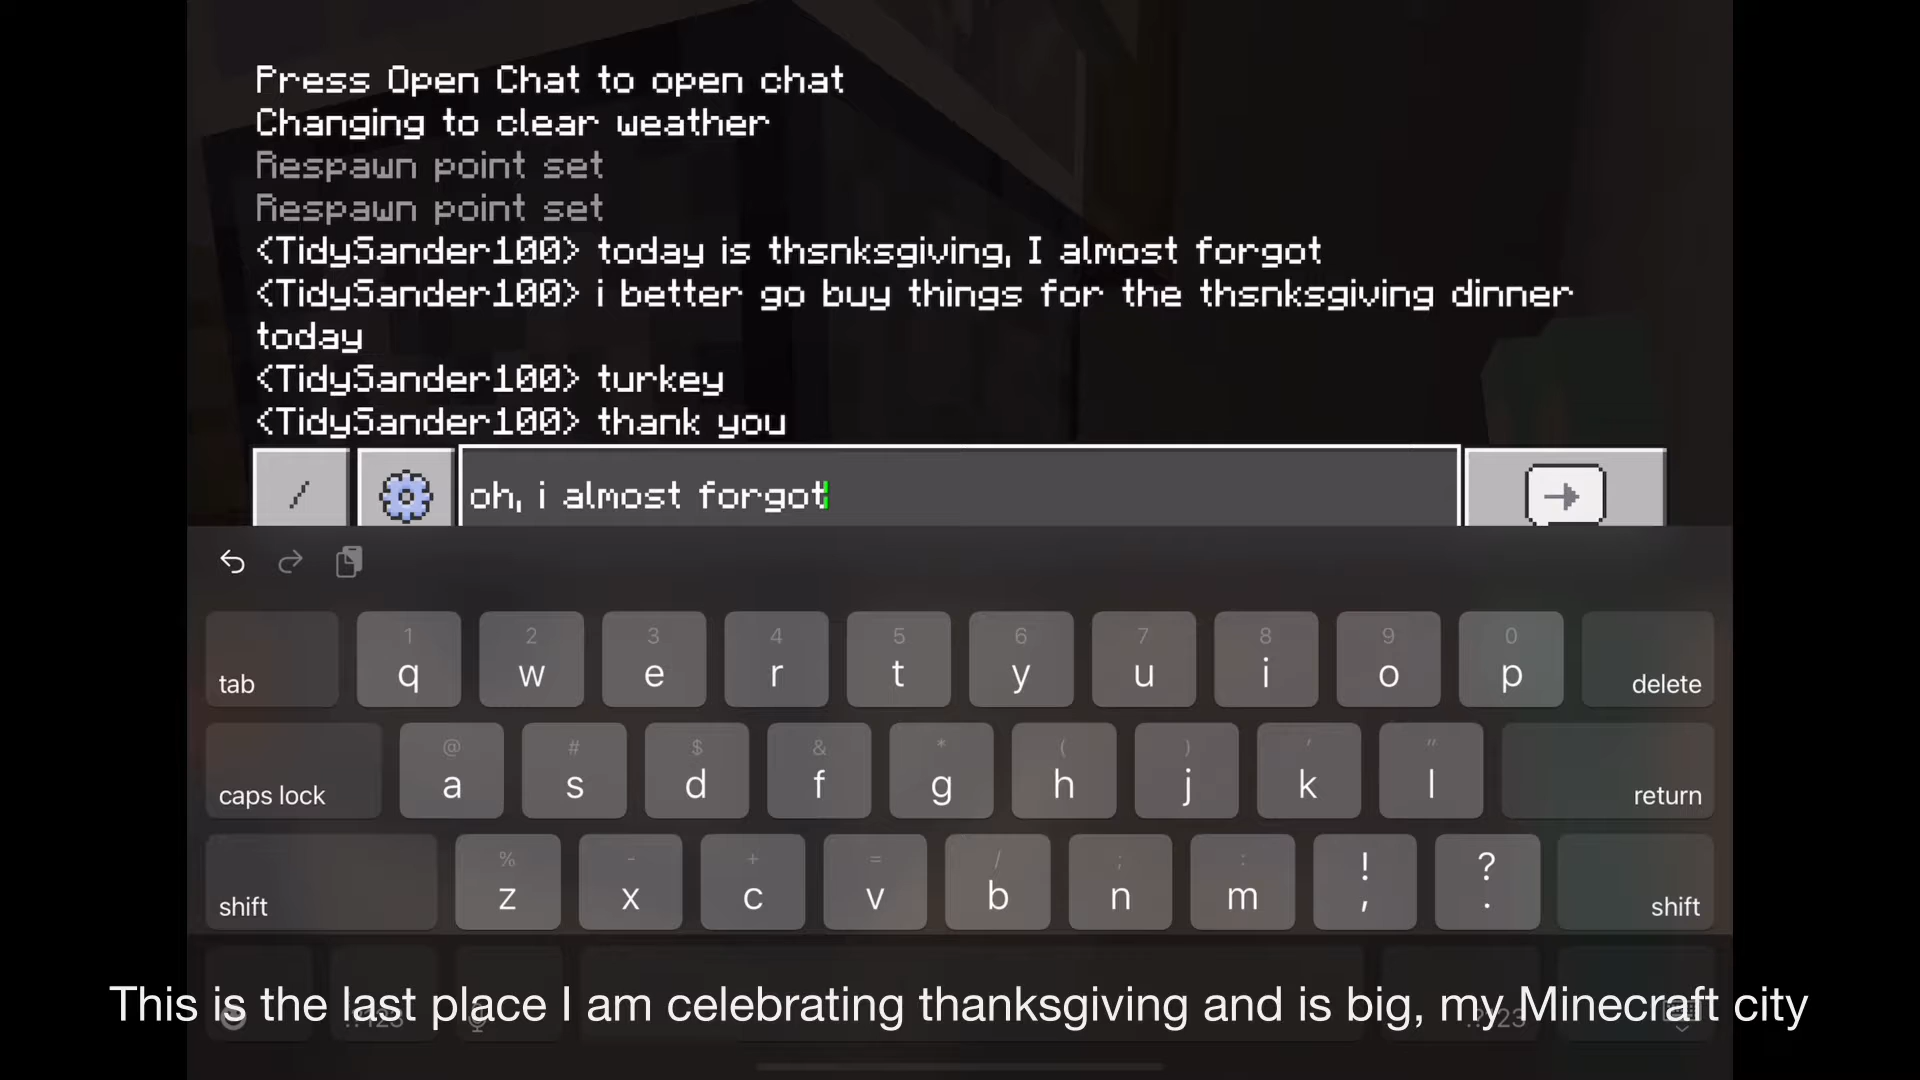 Press Open Chat to open chat
Changing to clear weather
Respawn point set
Respawn point set
<TidySander100> today is thsnksgiving, I almost forgot
<TidySander100> i better go buy things for the thsnksgiving dinner
today
<TidySander100> turkey
<TidySander100> thank you
/
oh, i almost forgot
1 2 3 4 5 6 7 8 9 0
tab q w e r t y u i o p delete
@ # $ & * ( ) ' "
caps lock a s d f g h j k l return
% - + = / ; : ! ?
shift z x c v b n m , . shift
.?123 .?123
This is the last place I am celebrating thanksgiving and is big, my Minecraft city